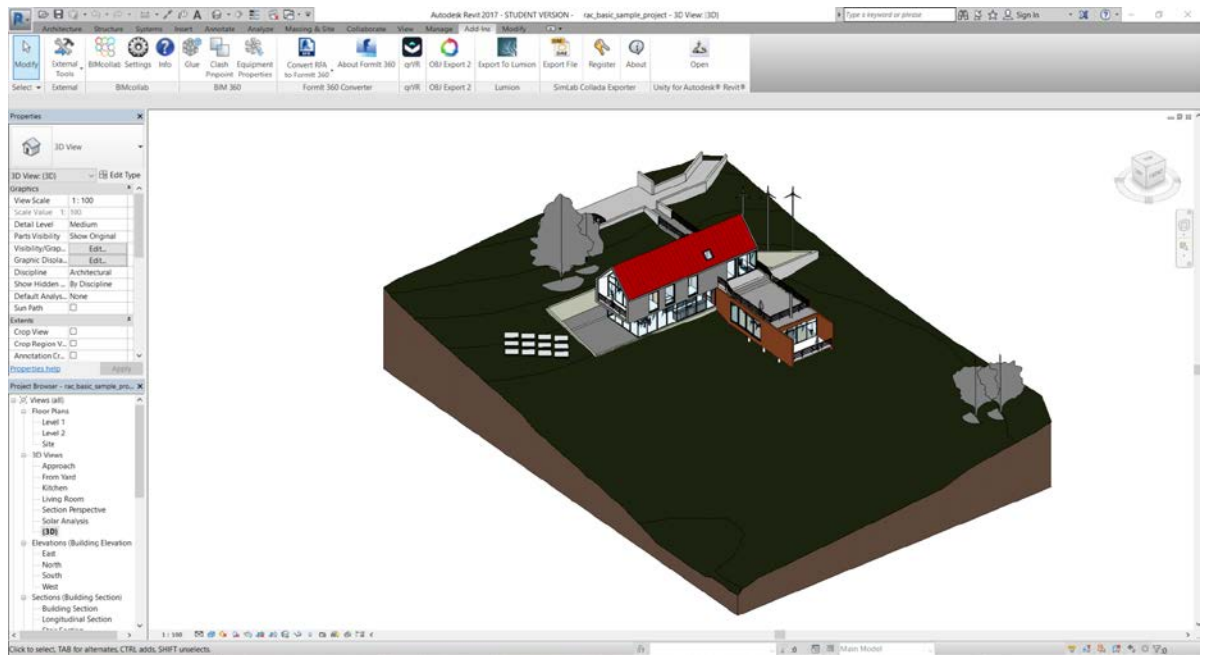 Autodesk Revit 2017 - STUDENT VERSION - rac_basic_sample_project - 3D View: {3D}
Type a keyword or phrase
Sign In
Architecture Structure Systems Insert Annotate Analyze Massing & Site Collaborate View Manage Add-Ins Modify
Modify External Tools BIMcollab Settings Info Glue Clash Pinpoint Equipment Properties Convert RFA to FormIt 360 About FormIt 360 qrVR OBJ Export 2 Export To Lumion Export File Register About Open
Select External BIMcollab BIM 360 FormIt 360 Converter qrVR OBJ Export 2 Lumion SimLab Collada Exporter Unity for Autodesk® Revit®
Properties
3D View
3D View: {3D} Edit Type
Graphics
View Scale 1 : 100
Scale Value 1: 100
Detail Level Medium
Parts Visibility Show Original
Visibility/Grap... Edit...
Graphic Displa... Edit...
Discipline Architectural
Show Hidden ... By Discipline
Default Analys... None
Sun Path
Extents
Crop View
Crop Region V...
Annotation Cr...
Properties help Apply
Project Browser - rac_basic_sample_pro...
Views (all)
Floor Plans
Level 1
Level 2
Site
3D Views
Approach
From Yard
Kitchen
Living Room
Section Perspective
Solar Analysis
{3D}
Elevations (Building Elevation
East
North
South
West
Sections (Building Section)
Building Section
Longitudinal Section
1 : 100
Click to select, TAB for alternates, CTRL adds, SHIFT unselects.
:0 Main Model
:0